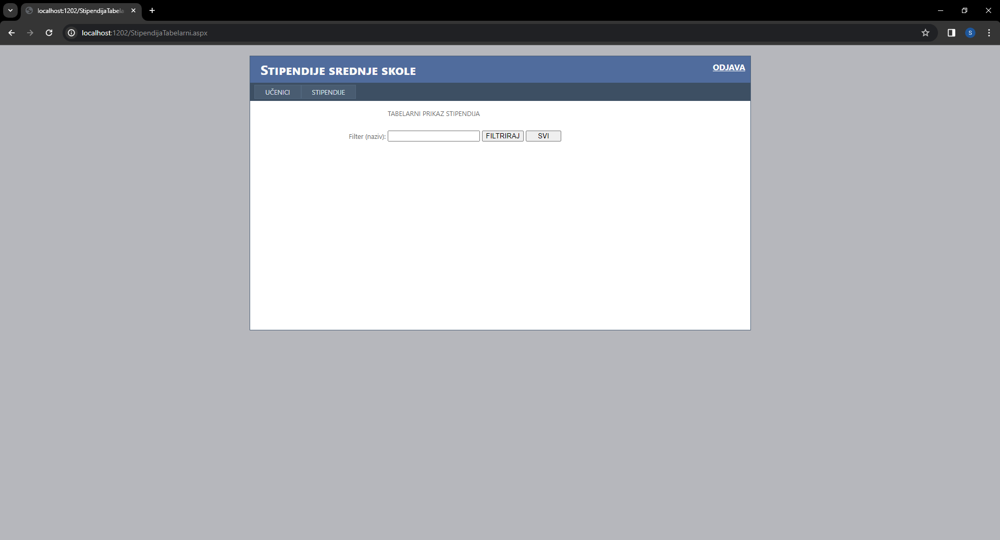 localhost:1202/StipendijaTabela
localhost:1202/StipendijaTabelarni.aspx
S
Stipendije srednje skole
ODJAVA
UČENICI STIPENDIJE
TABELARNI PRIKAZ STIPENDIJA
Filter (naziv): FILTRIRAJ SVI